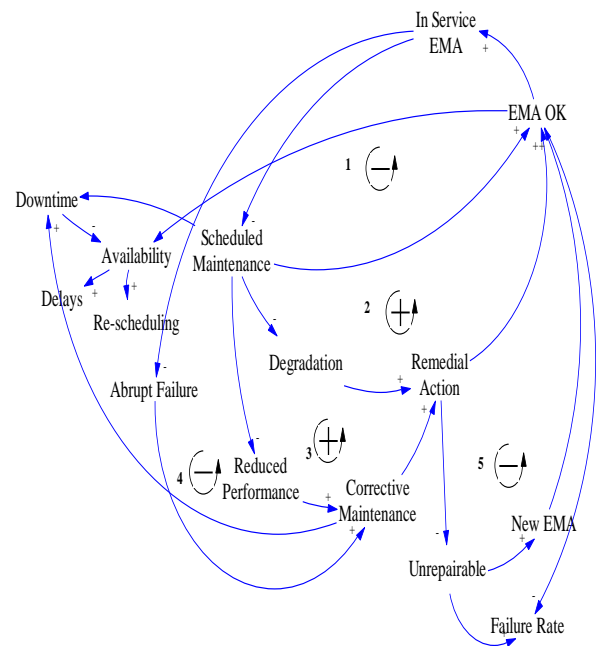 In Service
EMA
+
EMA OK
+
++
1
−
Downtime
+
-
-
Scheduled
Maintenance
Availability
+
+
Delays
Re-scheduling
-
2
+
Degradation
Remedial
Action
+
+
-
Abrupt Failure
3
+
-
4
−
Reduced
Performance
+
Corrective
Maintenance
+
5
−
-
New EMA
+
Unrepairable
-
Failure Rate
+